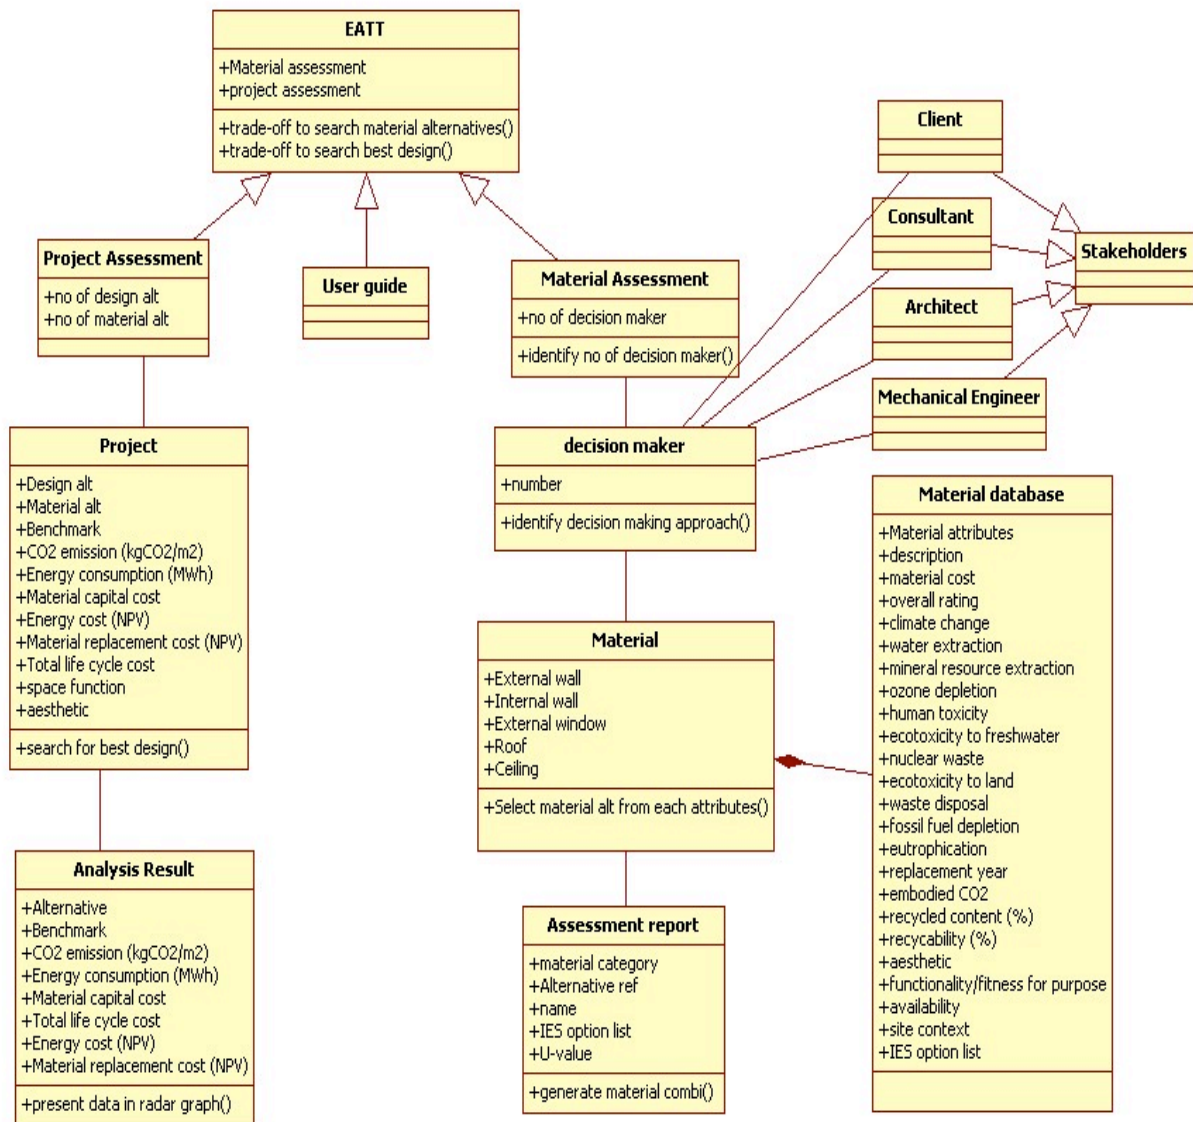 EATT
+Material assessment
+project assessment
+trade-off to search material alternatives()
+trade-off to search best design()
Client
Consultant
Stakeholders
Architect
Mechanical Engineer
Project Assessment
+no of design alt
+no of material alt
User guide
Material Assessment
+no of decision maker
+identify no of decision maker()
Project
+Design alt
+Material alt
+Benchmark
+CO2 emission (kgCO2/m2)
+Energy consumption (MWh)
+Material capital cost
+Energy cost (NPV)
+Material replacement cost (NPV)
+Total life cycle cost
+space function
+aesthetic
+search for best design()
decision maker
+number
+identify decision making approach()
Material database
+Material attributes
+description
+material cost
+overall rating
+climate change
+water extraction
+mineral resource extraction
+ozone depletion
+human toxicity
+ecotoxicity to freshwater
+nuclear waste
+ecotoxicity to land
+waste disposal
+fossil fuel depletion
+eutrophication
+replacement year
+embodied CO2
+recycled content (%)
+recycability (%)
+aesthetic
+functionality/fitness for purpose
+availability
+site context
+IES option list
Material
+External wall
+Internal wall
+External window
+Roof
+Ceiling
+Select material alt from each attributes()
Analysis Result
+Alternative
+Benchmark
+CO2 emission (kgCO2/m2)
+Energy consumption (MWh)
+Material capital cost
+Total life cycle cost
+Energy cost (NPV)
+Material replacement cost (NPV)
+present data in radar graph()
Assessment report
+material category
+Alternative ref
+name
+IES option list
+U-value
+generate material combi()